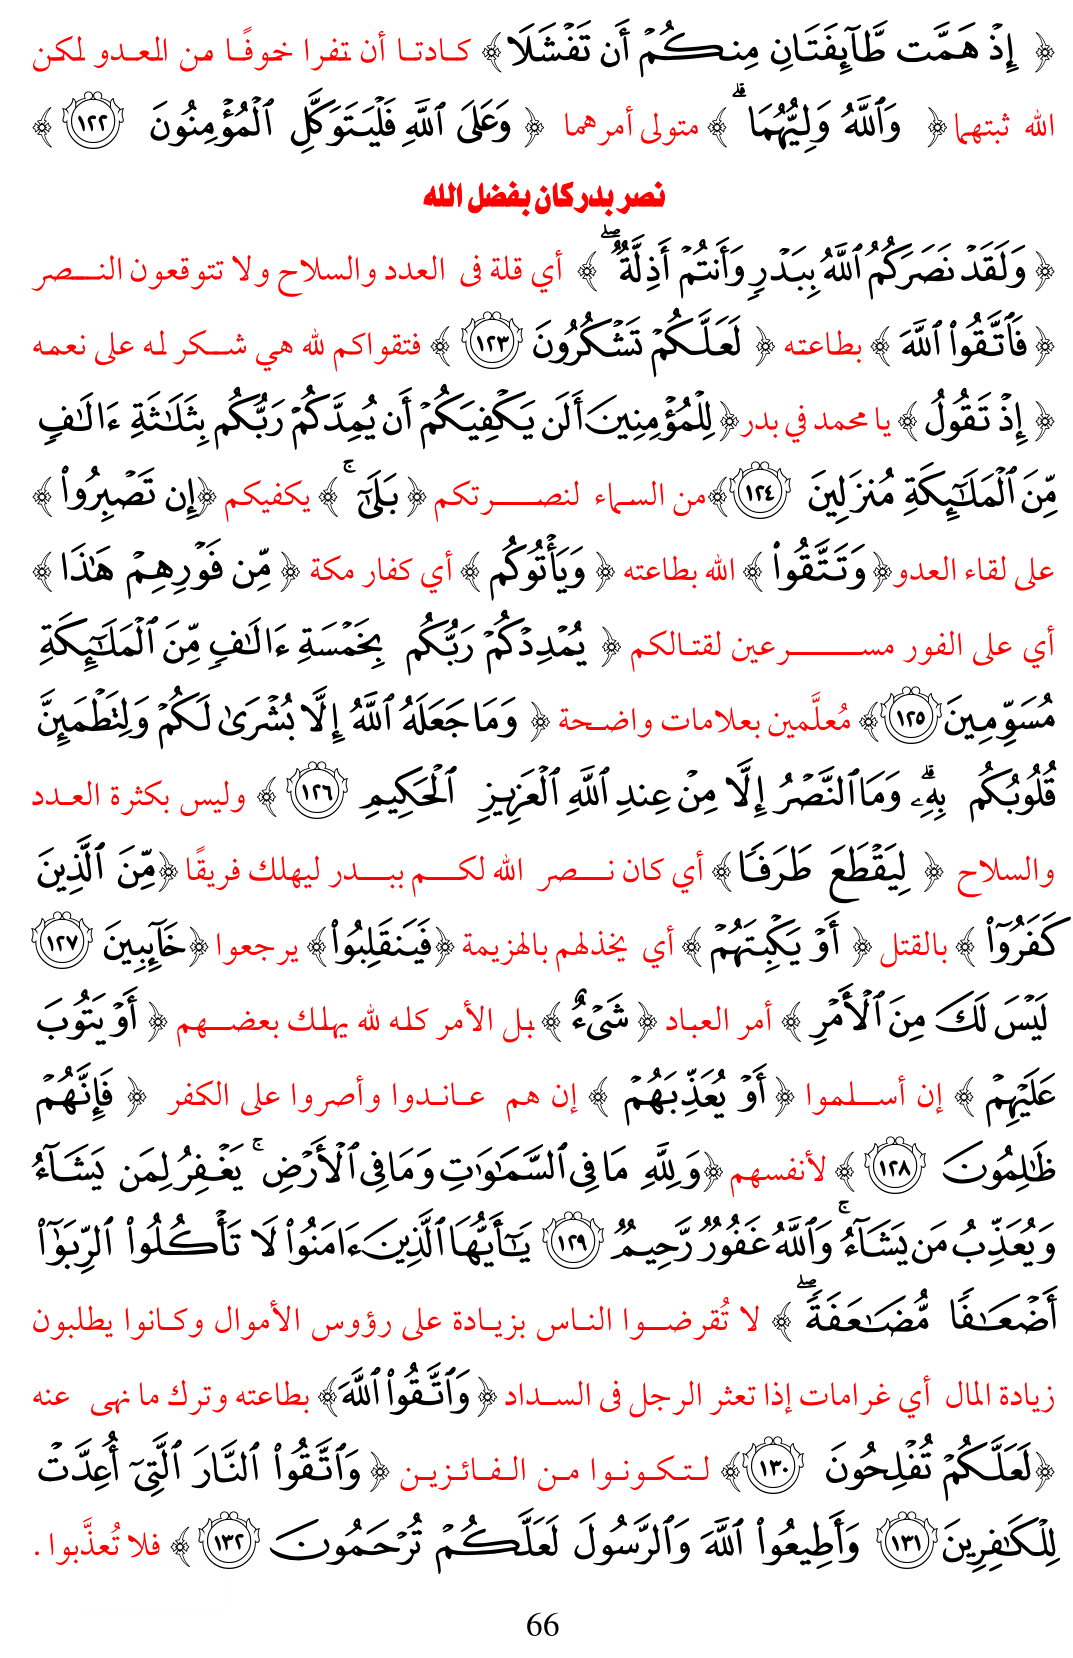 ﴿ إِذۡ هَمَّت طَّآئِفَتَانِ مِنكُمۡ أَن تَفۡشَلَا﴾ كادتا أن تفرا خوفًا من العدو لكن
الله ثبتهما﴿ وَٱللَّهُ وَلِيُّهُمَاۗ ﴾ متولى أمرهما ﴿ وَعَلَى ٱللَّهِ فَلۡيَتَوَكَّلِ ٱلۡمُؤۡمِنُونَ ١٢٢ ﴾
نصر بدر كان بفضل الله
﴿ وَلَقَدۡ نَصَرَكُمُ ٱللَّهُ بِبَدۡرٖ وَأَنتُمۡ أَذِلَّةٞۖ ﴾ أي قلة فى العدد والسلاح ولا تتوقعون النصر
﴿ فَٱتَّقُواْ ٱللَّهَ ﴾ بطاعته ﴿ لَعَلَّكُمۡ تَشۡكُرُونَ ١٢٣ ﴾ فتقواكم لله هي شكر له على نعمه
﴿ إِذۡ تَقُولُ ﴾ يا محمد في بدر﴿ لِلۡمُؤۡمِنِينَ أَلَن يَكۡفِيَكُمۡ أَن يُمِدَّكُمۡ رَبُّكُم بِثَلَٰثَةِ ءَالَٰفٖ
مِّنَ ٱلۡمَلَٰٓئِكَةِ مُنزَلِينَ ١٢٤ ﴾من السماء لنصرتكم ﴿ بَلَىٰٓۚ ﴾ يكفيكم ﴿إِن تَصۡبِرُواْ ﴾
على لقاء العدو﴿ وَتَتَّقُواْ ﴾ الله بطاعته ﴿ وَيَأۡتُوكُم ﴾ أي كفار مكة ﴿ مِّن فَوۡرِهِمۡ هَٰذَا ﴾
أي على الفور مسرعين لقتالكم ﴿ يُمۡدِدۡكُمۡ رَبُّكُم بِخَمۡسَةِ ءَالَٰفٖ مِّنَ ٱلۡمَلَٰٓئِكَةِ
مُسَوِّمِينَ ١٢٥ ﴾ مُعلَّمين بعلامات واضحة ﴿ وَمَا جَعَلَهُ ٱللَّهُ إِلَّا بُشۡرَىٰ لَكُمۡ وَلِتَطۡمَئِنَّ
قُلُوبُكُم بِهِۦۗ وَمَا ٱلنَّصۡرُ إِلَّا مِنۡ عِندِ ٱللَّهِ ٱلۡعَزِيزِ ٱلۡحَكِيمِ ١٢٦ ﴾ وليس بكثرة العدد
والسلاح ﴿ لِيَقۡطَعَ طَرَفٗا﴾ أي كان نصر الله لكم ببدر ليهلك فريقًا ﴿مِّنَ ٱلَّذِينَ
كَفَرُوٓاْ ﴾ بالقتل ﴿ أَوۡ يَكۡبِتَهُمۡ ﴾ أي يخذلهم بالهزيمة ﴿فَيَنقَلِبُواْ﴾ يرجعوا ﴿خَآئِبِينَ ١٢٧
لَيۡسَ لَكَ مِنَ ٱلۡأَمۡرِ ﴾ أمر العباد ﴿ شَيۡءٌ ﴾ بل الأمر كله لله يهلك بعضهم ﴿ أَوۡ يَتُوبَ
عَلَيۡهِمۡ ﴾ إن أسلموا ﴿ أَوۡ يُعَذِّبَهُمۡ ﴾ إن هم عاندوا وأصروا على الكفر ﴿ فَإِنَّهُمۡ
ظَٰلِمُونَ ١٢٨ ﴾ لأنفسهم ﴿ وَلِلَّهِ مَا فِي ٱلسَّمَٰوَٰتِ وَمَا فِي ٱلۡأَرۡضِۚ يَغۡفِرُ لِمَن يَشَآءُ
وَيُعَذِّبُ مَن يَشَآءُۚ وَٱللَّهُ غَفُورٞ رَّحِيمٞ ١٢٩ يَٰٓأَيُّهَا ٱلَّذِينَ ءَامَنُواْ لَا تَأۡكُلُواْ ٱلرِّبَوٰٓاْ
أَضۡعَٰفٗا مُّضَٰعَفَةٗۖ ﴾ لا تُقرضوا الناس بزيادة على رؤوس الأموال وكانوا يطلبون
زيادة المال أي غرامات إذا تعثر الرجل فى السداد ﴿ وَٱتَّقُواْ ٱللَّهَ﴾ بطاعته وترك ما نهى عنه
﴿لَعَلَّكُمۡ تُفۡلِحُونَ ١٣٠ ﴾ لتكونوا من الفائزين ﴿ وَٱتَّقُواْ ٱلنَّارَ ٱلَّتِيٓ أُعِدَّتۡ
لِلۡكَٰفِرِينَ ١٣١ وَأَطِيعُواْ ٱللَّهَ وَٱلرَّسُولَ لَعَلَّكُمۡ تُرۡحَمُونَ ١٣٢ ﴾ فلا تُعذَّبوا .
66